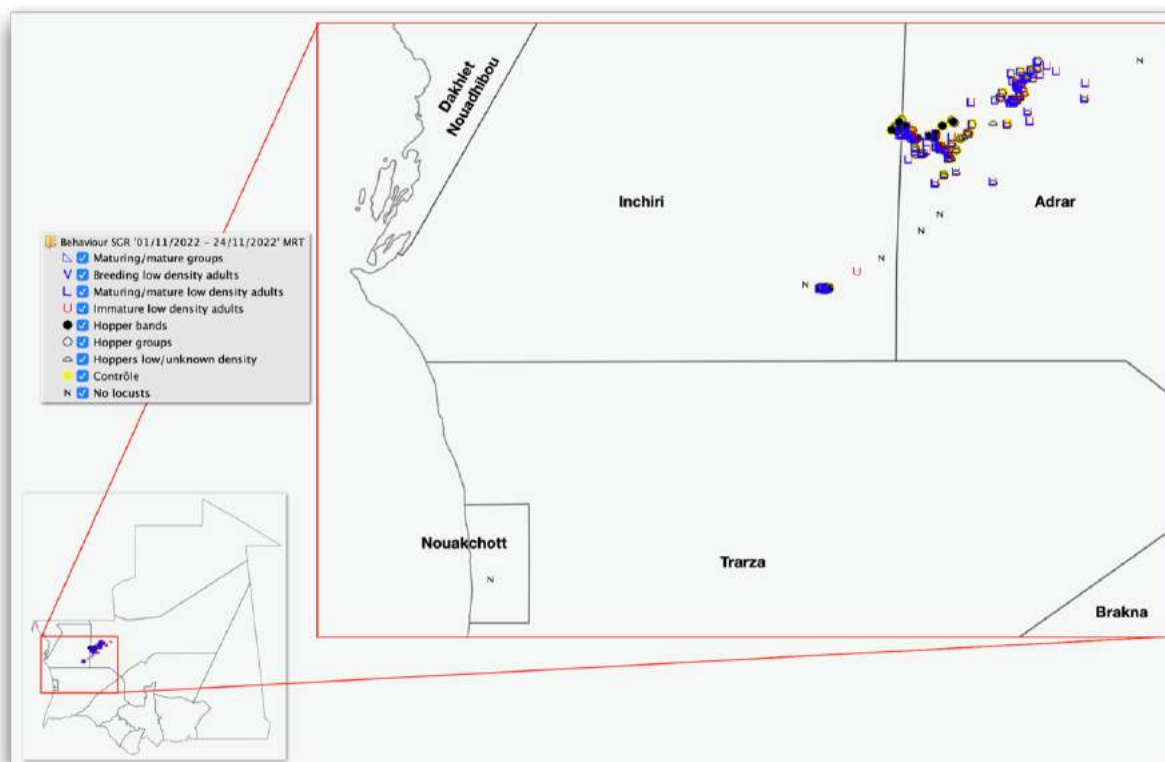 Dakhlet
Nouadhibou
Inchiri
Adrar
N
N
N
N
U
N
Behaviour SGR '01/11/2022 - 24/11/2022' MRT
Maturing/mature groups
V Breeding low density adults
L Maturing/mature low density adults
U Immature low density adults
Hopper bands
Hopper groups
Hoppers low/unknown density
Contrôle
N No locusts
Nouakchott
N
Trarza
Brakna